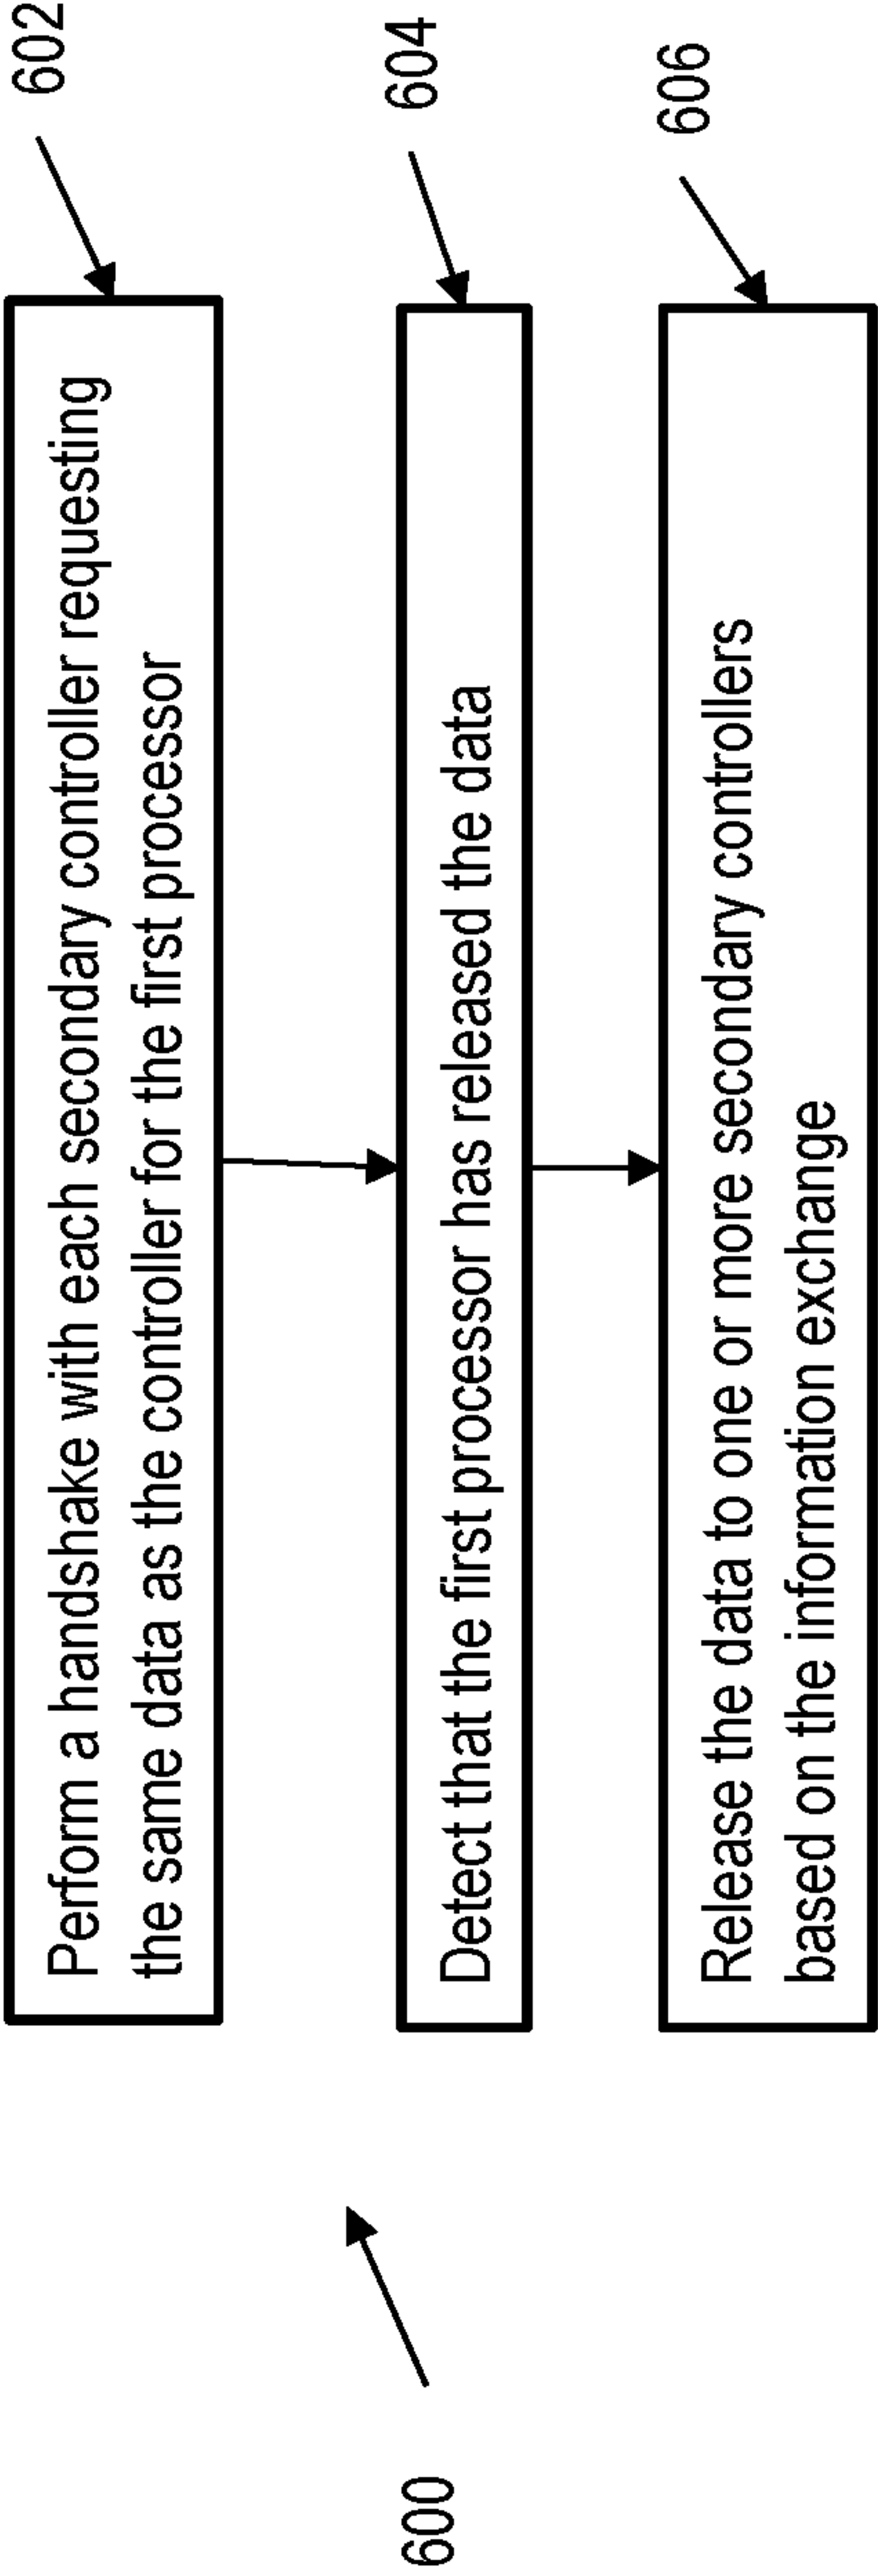 602
Perform a handshake with each secondary controller requesting
the same data as the controller for the first processor
604
Detect that the first processor has released the data
606
Release the data to one or more secondary controllers
based on the information exchange
600